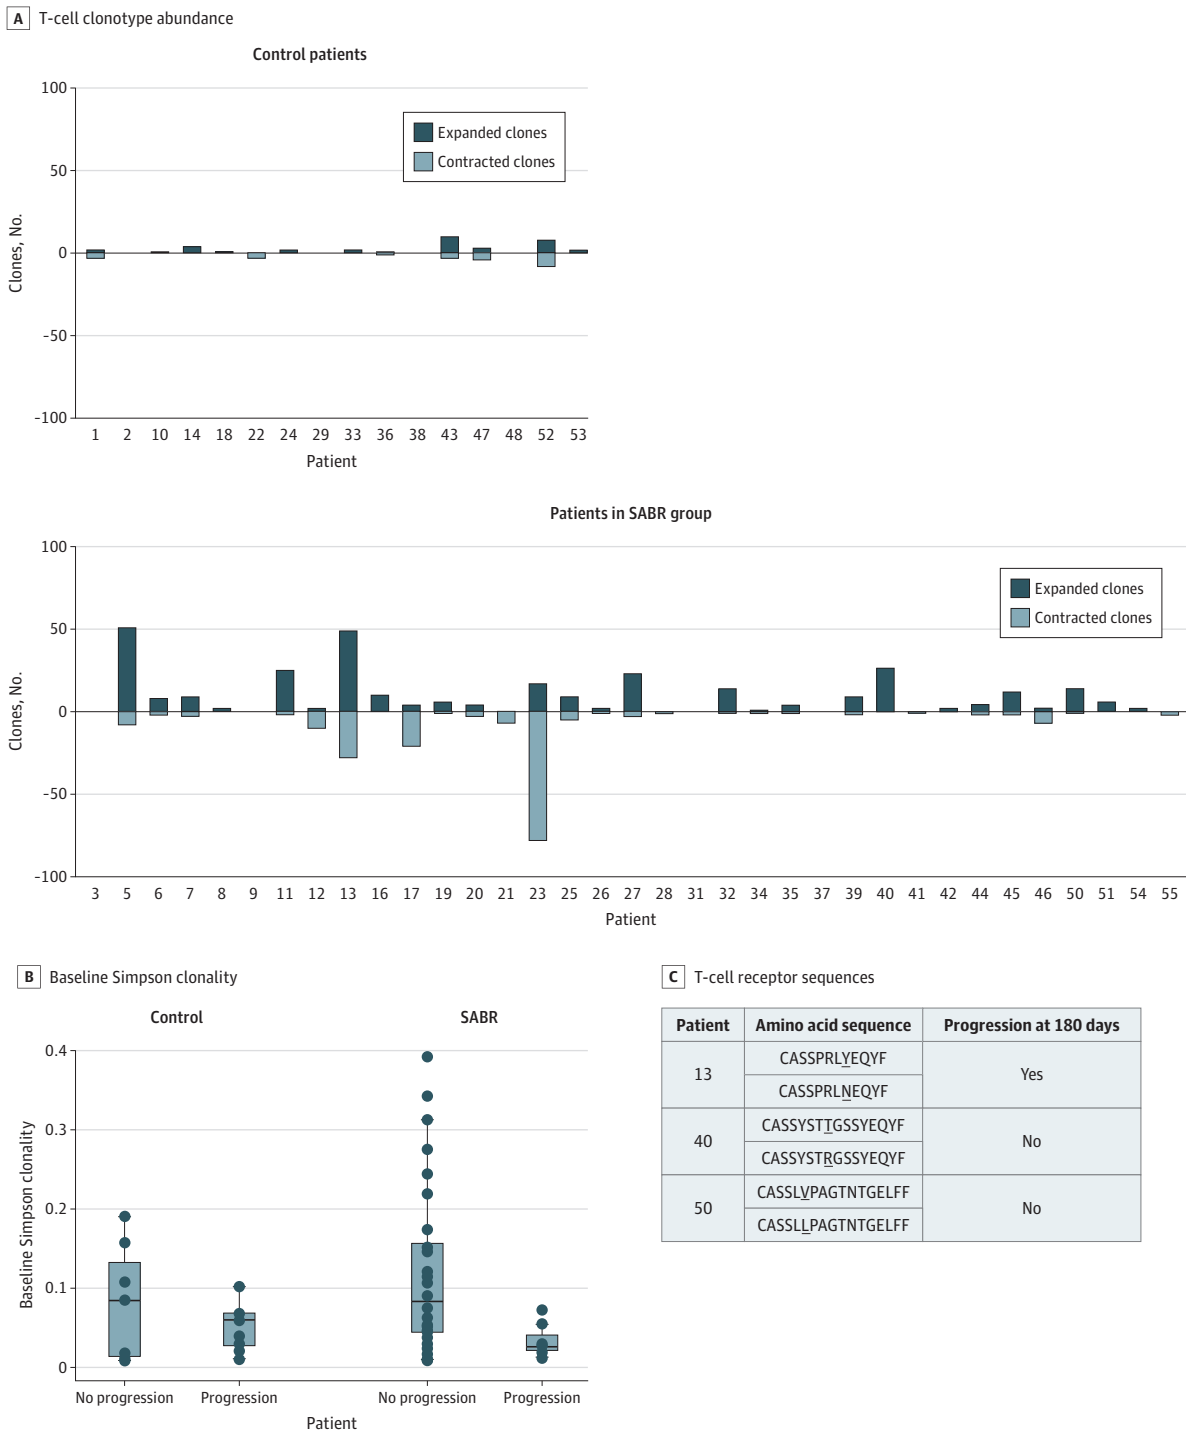 A T-cell clonotype abundance
Control patients
100
50
0
-50
-100
Clones, No.
Expanded clones
Contracted clones
1 2 10 14 18 22 24 29 33 36 38 43 47 48 52 53
Patient
Patients in SABR group
100
50
0
-50
-100
Clones, No.
Expanded clones
Contracted clones
3 5 6 7 8 9 11 12 13 16 17 19 20 21 23 25 26 27 28 31 32 34 35 37 39 40 41 42 44 45 46 50 51 54 55
Patient
B Baseline Simpson clonality
Control SABR
0.4
0.3
0.2
0.1
0
Baseline Simpson clonality
No progression Progression No progression Progression
Patient
C T-cell receptor sequences
Patient Amino acid sequence Progression at 180 days
13 CASSPRLYEQYF Yes
CASSPRLNEQYF
40 CASSYSTTGSSYEQYF No
CASSYSTRGSSYEQYF
50 CASSLVPAGTNTGELFF No
CASSLLPAGTNTGELFF